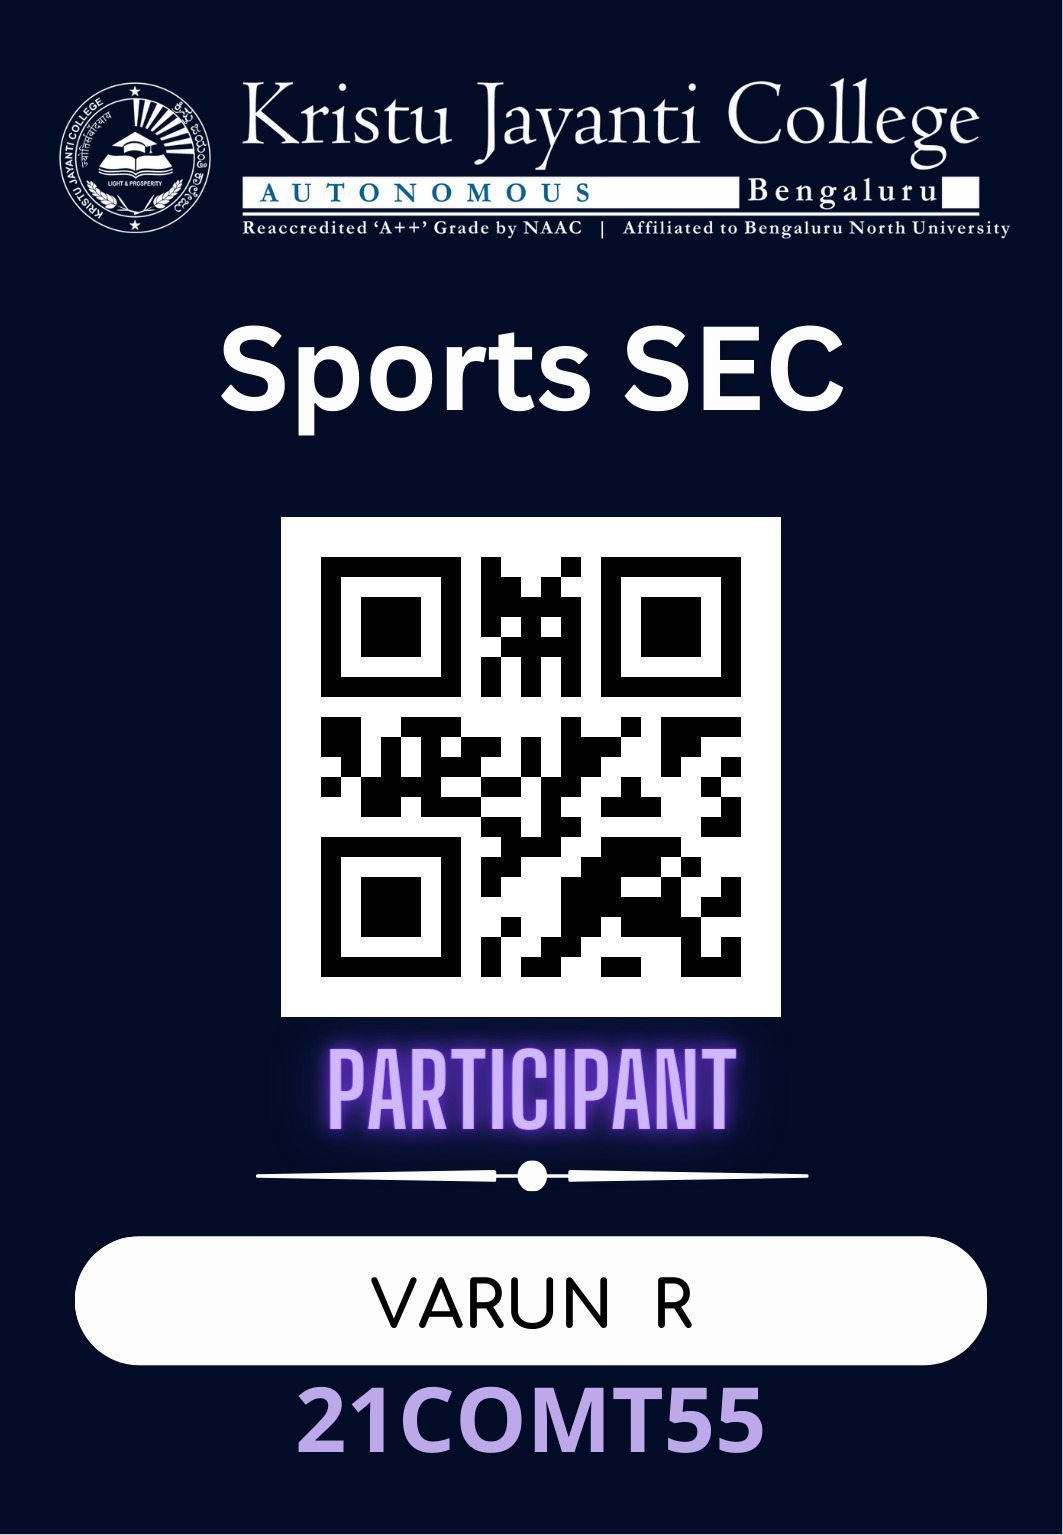 Kristu Jayanti College
AUTONOMOUS Bengaluru
Reaccredited ‘A++’ Grade by NAAC | Affiliated to Bengaluru North University
KRISTU JAYANTI COLLEGE
LIGHT & PROSPERITY
Sports SEC
PARTICIPANT
VARUN R
21COMT55